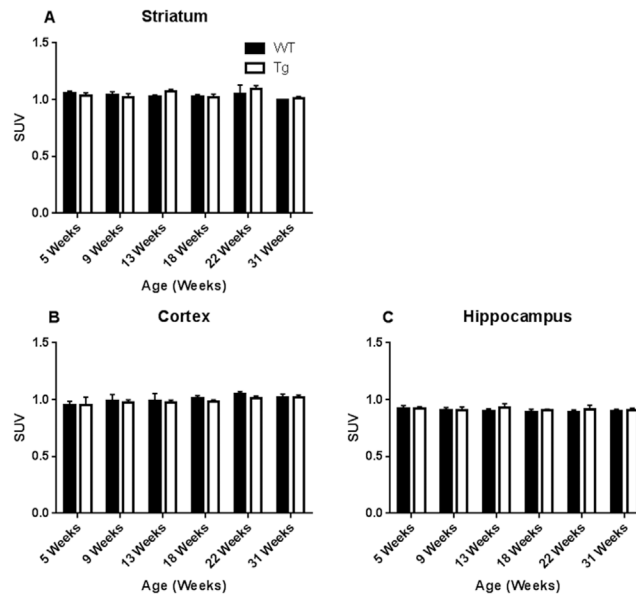 A Striatum
WT
Tg
1.5
1.0
0.5
0.0
SUV
5 Weeks
9 Weeks
13 Weeks
18 Weeks
22 Weeks
31 Weeks
Age (Weeks)
B Cortex
1.5
1.0
0.5
0.0
SUV
5 Weeks
9 Weeks
13 Weeks
18 Weeks
22 Weeks
31 Weeks
Age (Weeks)
C Hippocampus
1.5
1.0
0.5
0.0
SUV
5 Weeks
9 Weeks
13 Weeks
18 Weeks
22 Weeks
31 Weeks
Age (Weeks)